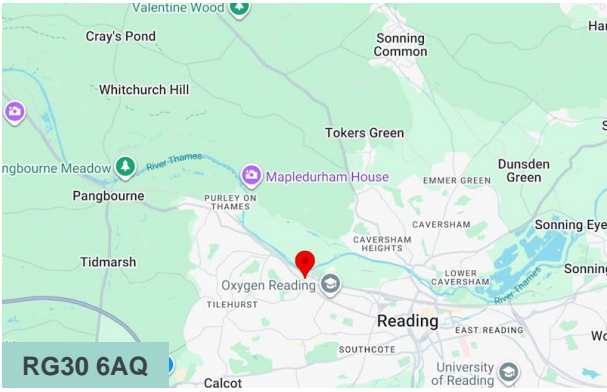 Valentine Wood
Cray's Pond
Sonning
Common
Har
Whitchurch Hill
Tokers Green
ngbourne Meadow
River Thames
Mapledurham House
EMMER GREEN
Dunsden
Green
Pangbourne
PURLEY ON
THAMES
CAVERSHAM
Sonning Eye
CAVERSHAM
HEIGHTS
Tidmarsh
LOWER
CAVERSHAM
River Thames
Sonning
Oxygen Reading
TILEHURST
Reading
EAST READING
Wo
SOUTHCOTE
RG30 6AQ
Calcot
University
of Reading